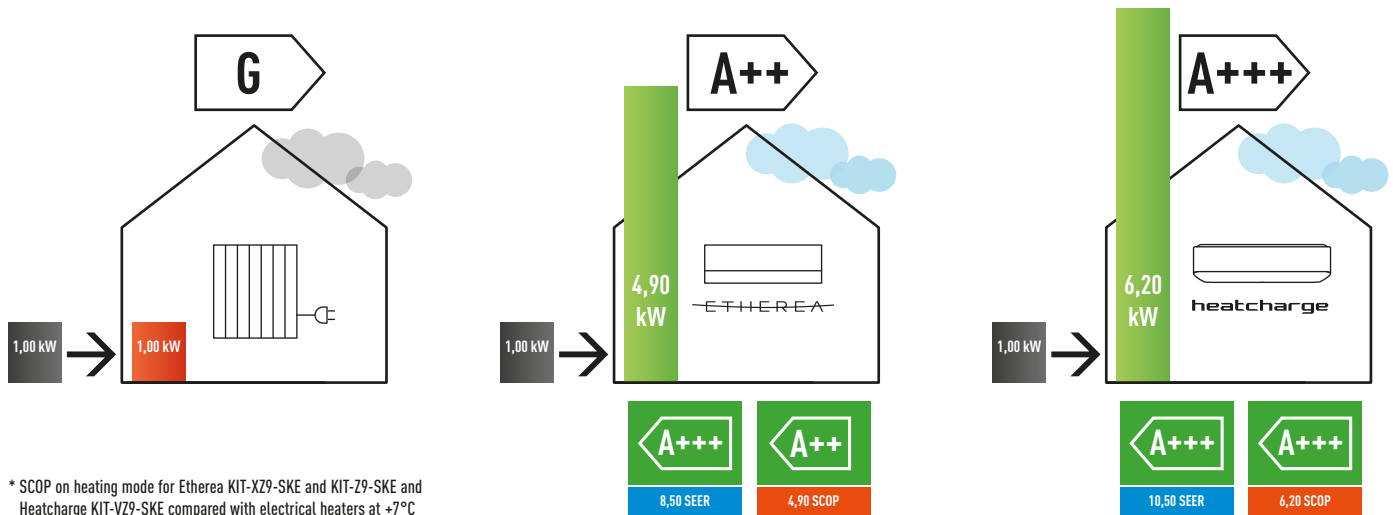 G
1,00 kW
1,00 kW
A++
1,00 kW
4,90
kW
ETHEREA
A+++
8,50 SEER
A++
4,90 SCOP
A+++
1,00 kW
6,20
kW
heatcharge
A+++
10,50 SEER
A+++
6,20 SCOP
* SCOP on heating mode for Etherea KIT-XZ9-SKE and KIT-Z9-SKE and
Heatcharge KIT-VZ9-SKE compared with electrical heaters at +7°C